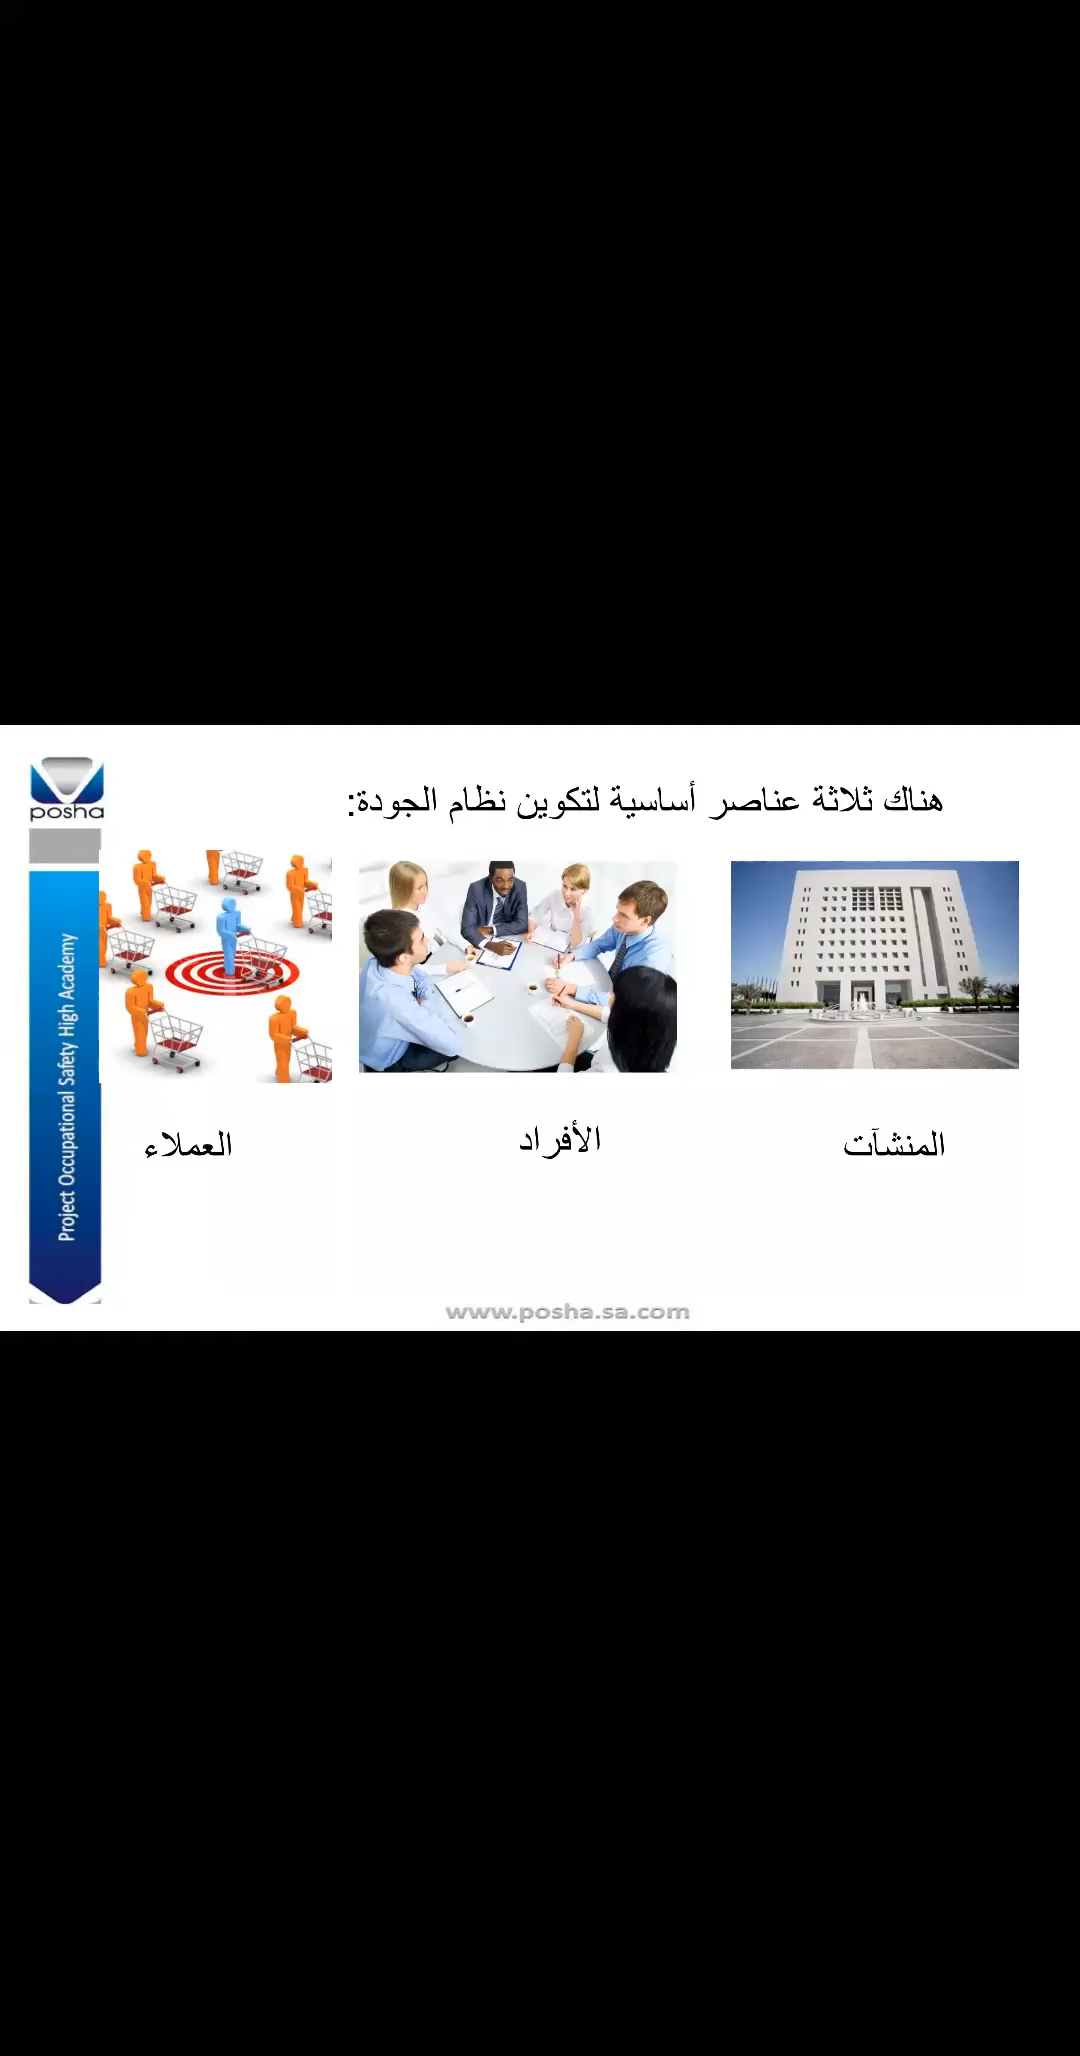 posha
هناك ثلاثة عناصر أساسية لتكوين نظام الجودة:
Project Occupational Safety High Academy
المنشآت
الأفراد
العملاء
www.posha.sa.com